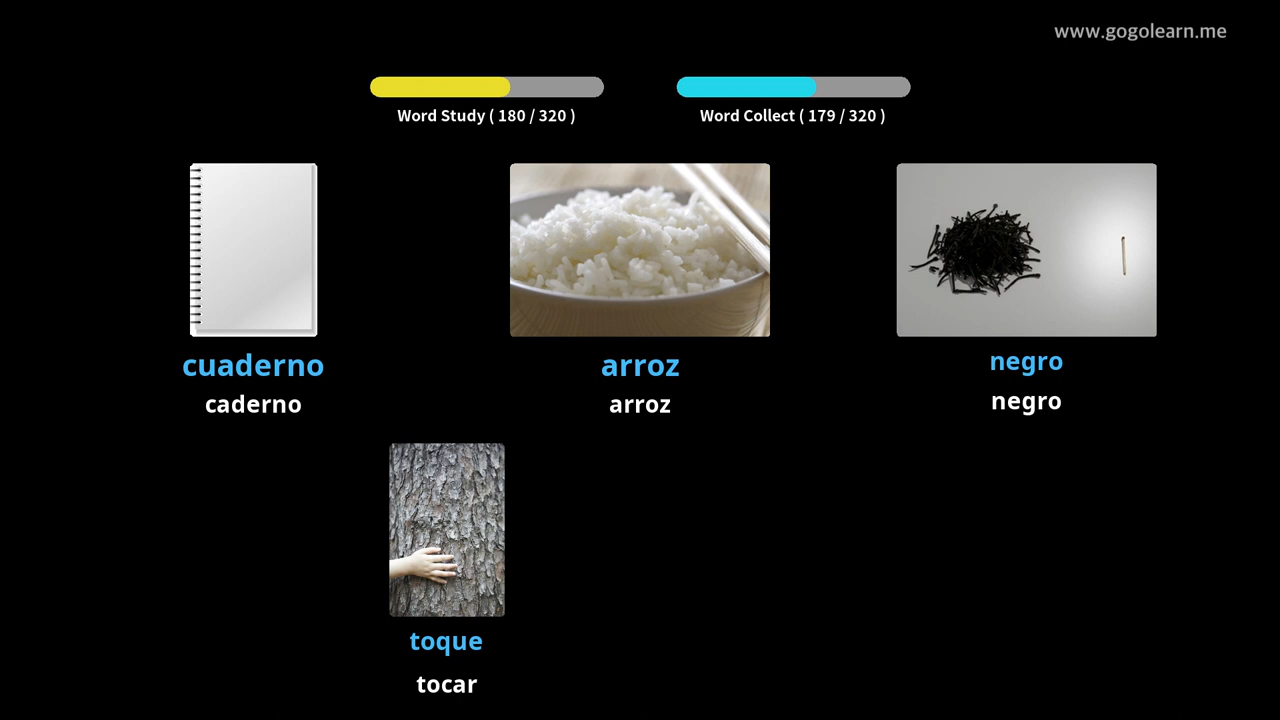 www.gogolearn.me
Word Study ( 180 / 320 )
Word Collect ( 179 / 320 )
cuaderno
caderno
arroz
arroz
negro
negro
toque
tocar